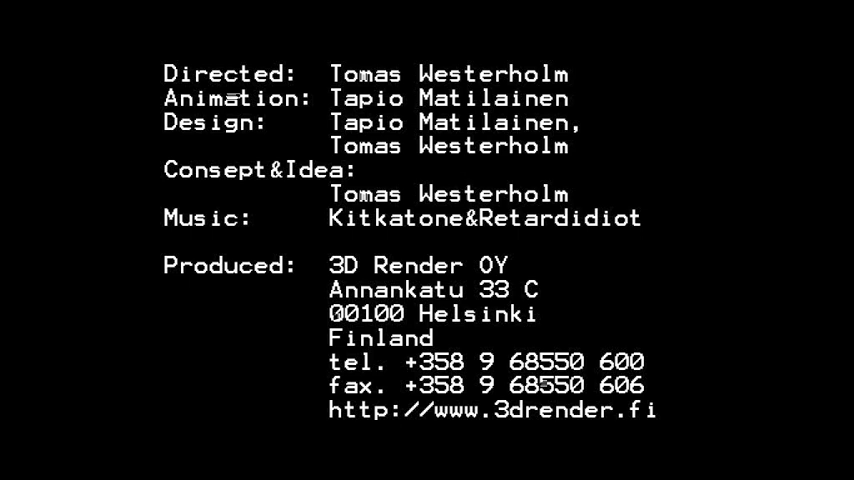 Directed: Tomas Westerholm
Animation: Tapio Matilainen
Design: Tapio Matilainen,
Tomas Westerholm
Consept&Idea:
Tomas Westerholm
Music: Kitkatone&Retardidiot
Produced: 3D Render OY
Annankatu 33 C
00100 Helsinki
Finland
tel. +358 9 68550 600
fax. +358 9 68550 606
http://www.3drender.fi